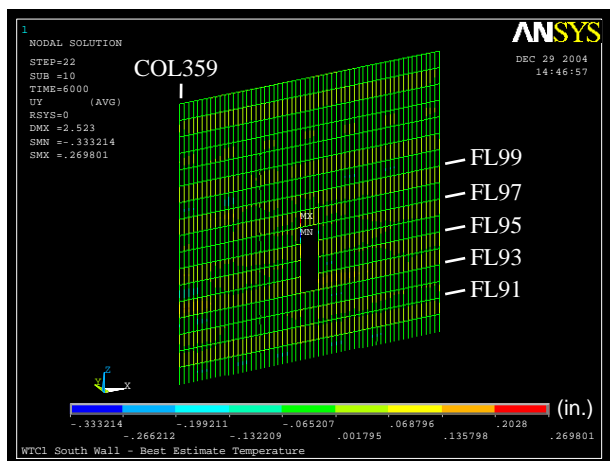 1
ANSYS
NODAL SOLUTION
DEC 29 2004
14:46:57
STEP=22
SUB =10
TIME=6000
UY (AVG)
RSYS=0
DMX =2.523
SMN =-.333214
SMX =.269801
COL359
FL99
FL97
MX
MN
FL95
FL93
FL91
Z
Y
X
(in.)
-.333214 -.199211 -.065207 .068796 .2028
-.266212 -.132209 .001795 .135798 .269801
WTC1 South Wall - Best Estimate Temperature